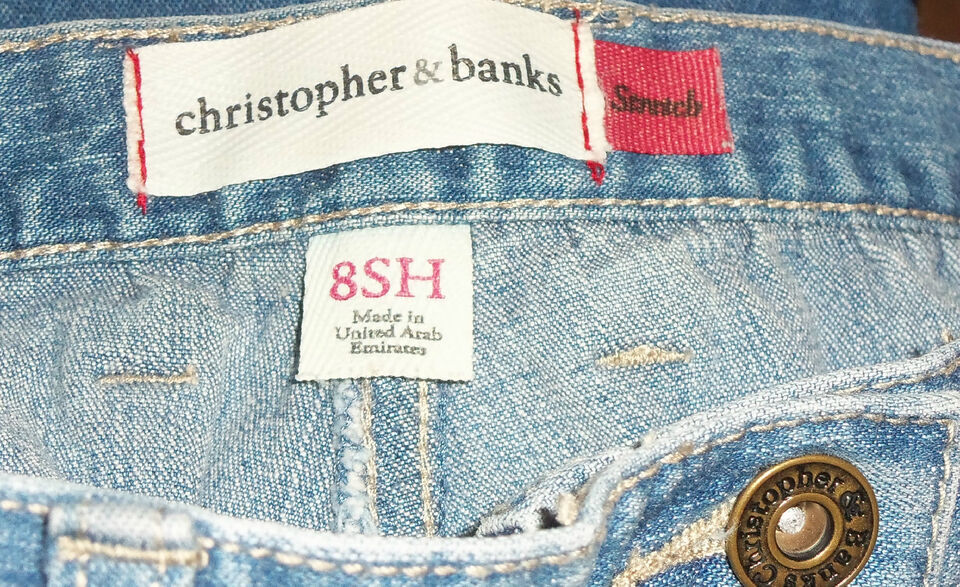 christopher & banks
Stretch
8SH
Made in
United Arab
Emirates
Christopher & Banks